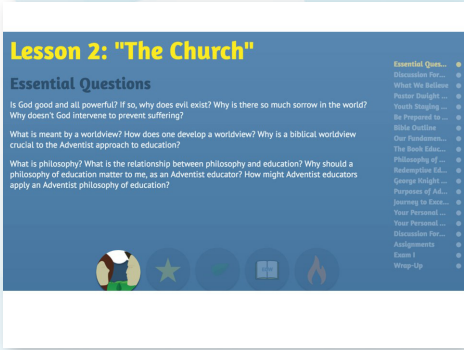 Lesson 2: "The Church"
Essential Questions
Is God good and all powerful? If so, why does evil exist? Why is there so much sorrow in the world?
Why doesn't God intervene to prevent suffering?
What is meant by a worldview? How does one develop a worldview? Why is a biblical worldview
crucial to the Adventist approach to education?
What is philosophy? What is the relationship between philosophy and education? Why should a
philosophy of education matter to me, as an Adventist educator? How might Adventist educators
apply an Adventist philosophy of education?
Essential Ques...
Discussion For...
What We Believe
Pastor Dwight ...
Youth Staging ...
Be Prepared to ...
Bible Outline
Our Fundamen...
The Book Educ...
Philosophy of ...
Redemptive Ed...
George Knight ...
Purposes of Ad...
Journey to Exce...
Your Personal ...
Your Personal ...
Discussion For...
Assignments
Exam I
Wrap-Up